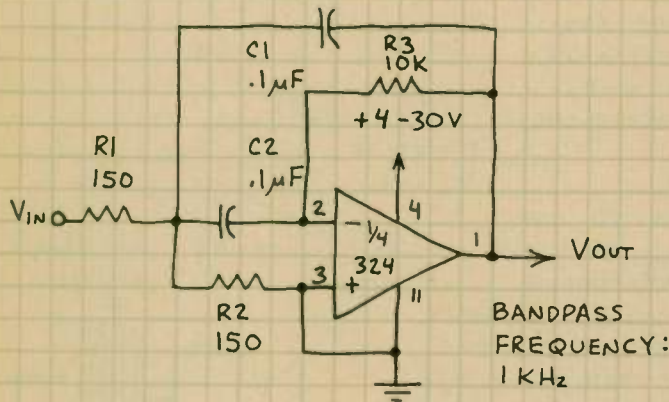 C1
.1µF
R3
10K
+4-30V
R1
150
C2
.1µF
VIN
2
- 1/4
4
324
1
VOUT
3
+
11
R2
150
BANDPASS
FREQUENCY:
1 KHz